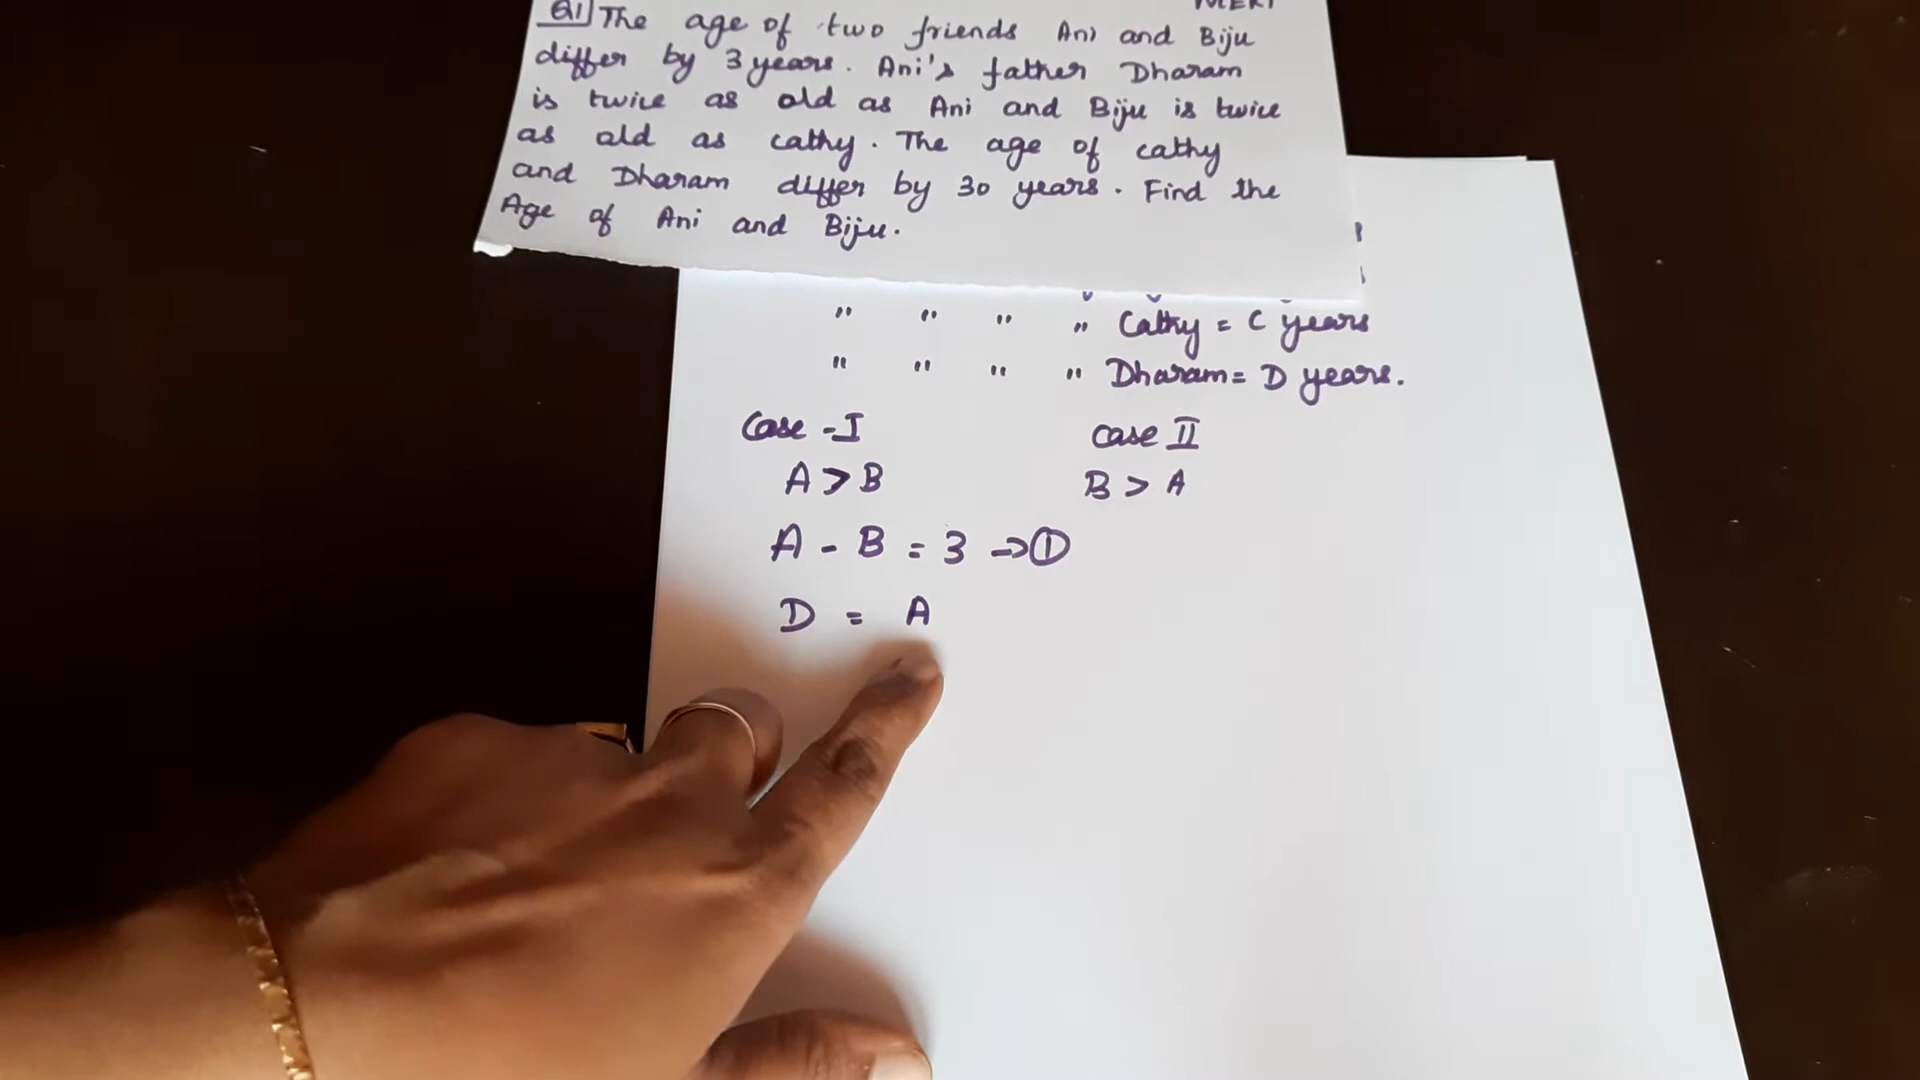 Q1 The age of two friends Ani and Biju
differ by 3 years. Ani's father Dharam
is twice as old as Ani and Biju is twice
as old as cathy. The age of cathy
and Dharam differ by 30 years. Find the
Age of Ani and Biju.
" " " " Cathy = C years
" " " " Dharam = D years.
Case - I Case II
A > B B > A
A - B = 3 → ①
D = A